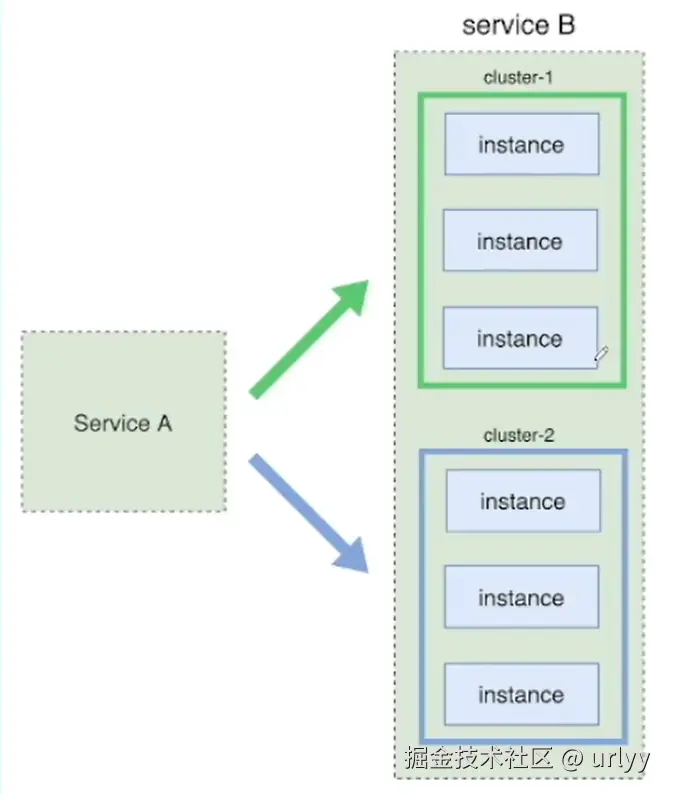 service B
cluster-1
instance
instance
instance
Service A
cluster-2
instance
instance
instance
掘金技术社区 @ urlyy